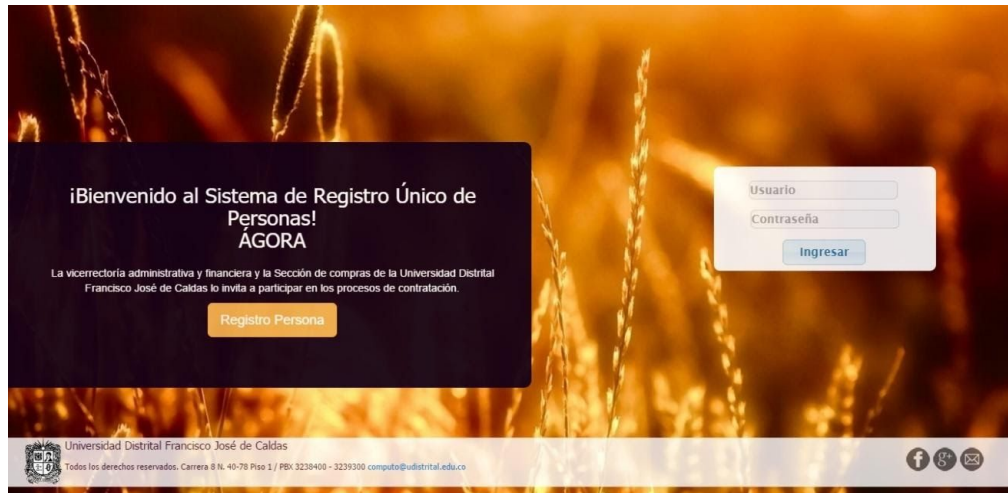 ¡Bienvenido al Sistema de Registro Único de
Personas!
ÁGORA
La vicerrectoría administrativa y financiera y la Sección de compras de la Universidad Distrital
Francisco José de Caldas lo invita a participar en los procesos de contratación.
Registro Persona
Usuario
Contraseña
Ingresar
Universidad Distrital Francisco José de Caldas
Todos los derechos reservados. Carrera 8 N. 40-78 Piso 1 / PBX 3238400 - 3239300 computo@udistrital.edu.co
f g+